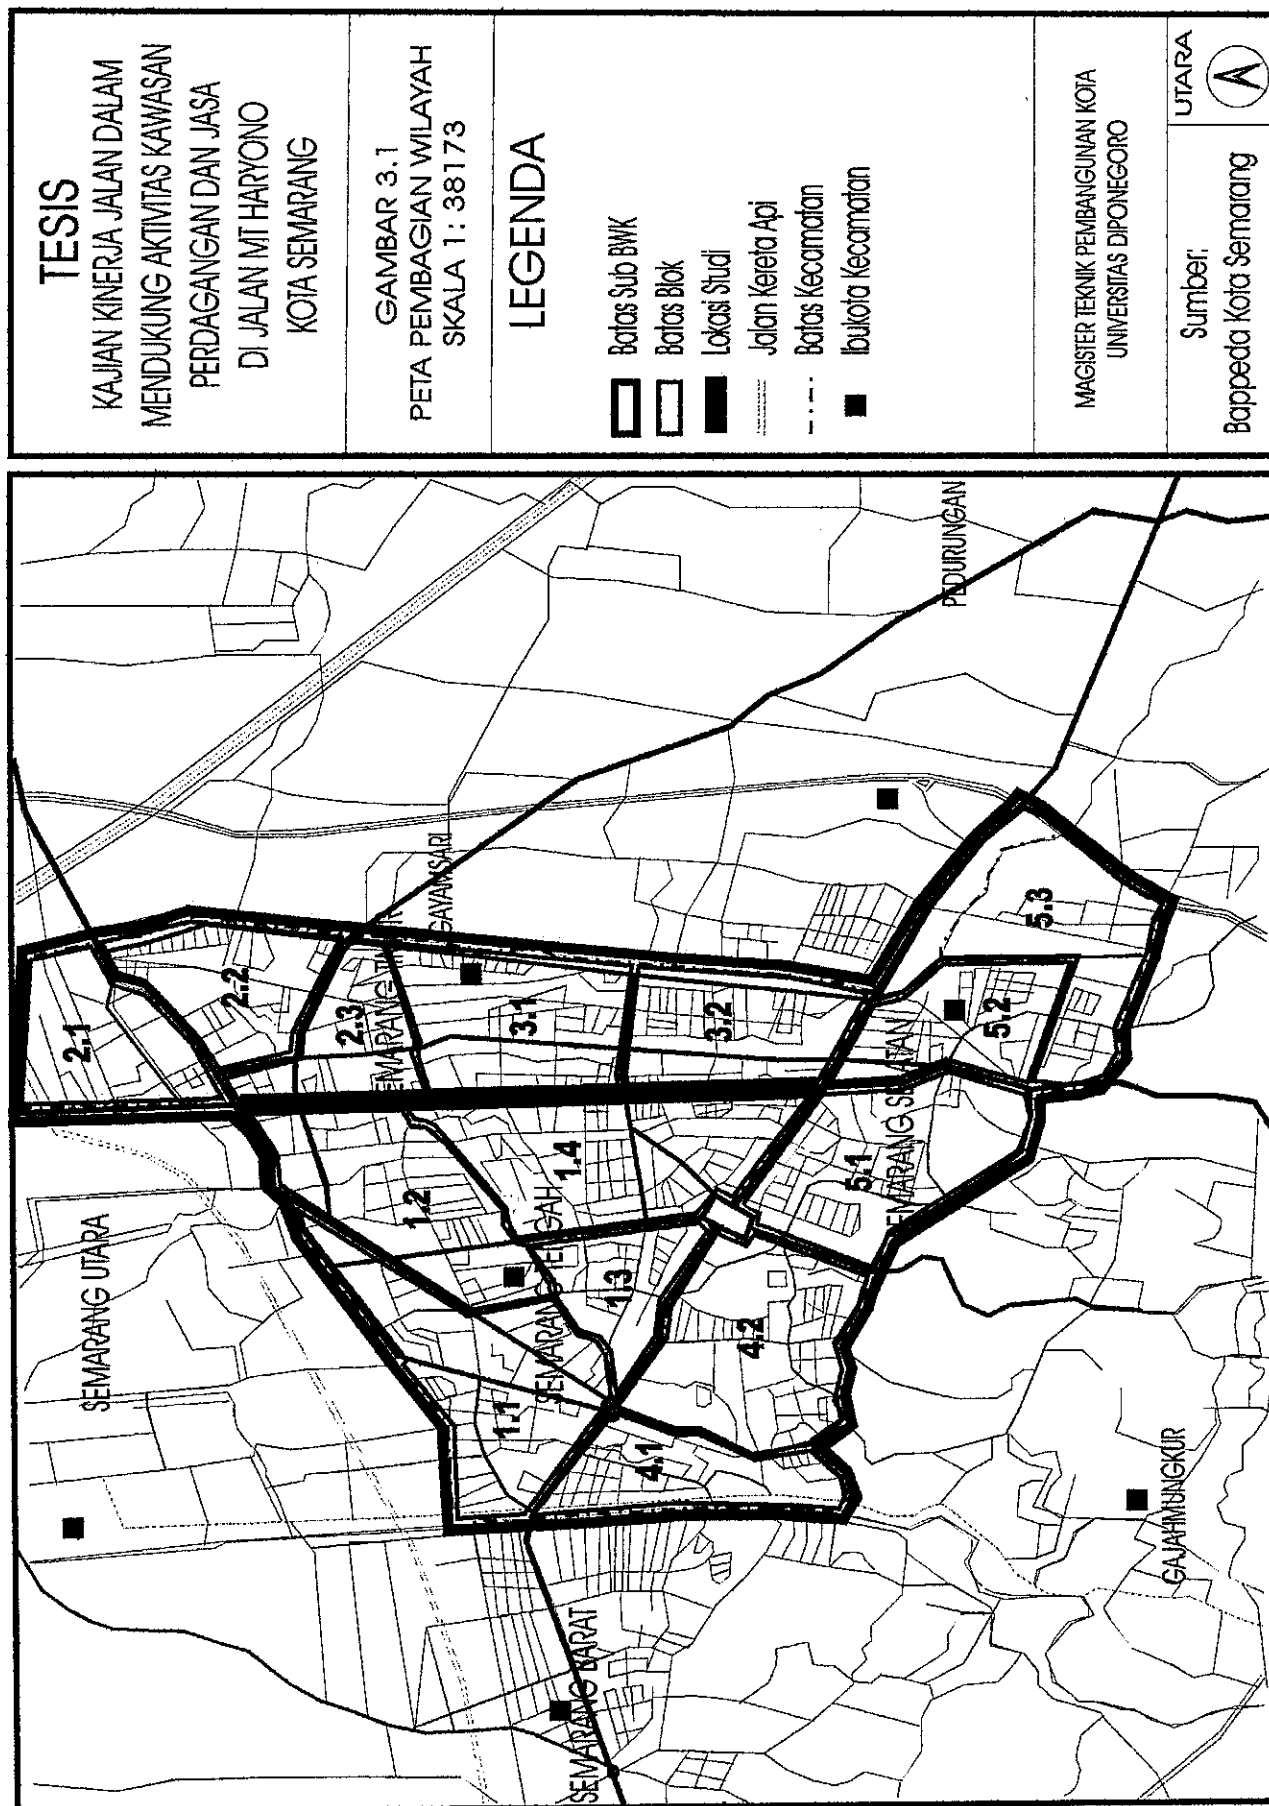 TESIS
KAJIAN KINERJA JALAN DALAM
MENDUKUNG AKTIVITAS KAWASAN
PERDAGANGAN DAN JASA
DI JALAN MT HARYONO
KOTA SEMARANG
GAMBAR 3.1
PETA PEMBAGIAN WILAYAH
SKALA 1: 38173
LEGENDA
Batas Sub BWK
Batas Blok
Lokasi Studi
Jalan Kereta Api
Batas Kecamatan
Ibukota Kecamatan
MAGISTER TEKNIK PEMBANGUNAN KOTA
UNIVERSITAS DIPONEGORO
Sumber:
Bappeda Kota Semarang
UTARA
SEMARANG UTARA
2.1
2.2
2.3
GAYAMSARI
1.2
3.1
SEMARANG TENGAH
1.4
1.1
1.3
3.2
4.1
4.2
5.1
SEMARANG SELATAN
5.2
5.3
PEDURUNGAN
SEMARANG BARAT
GAJAHMUNGKUR